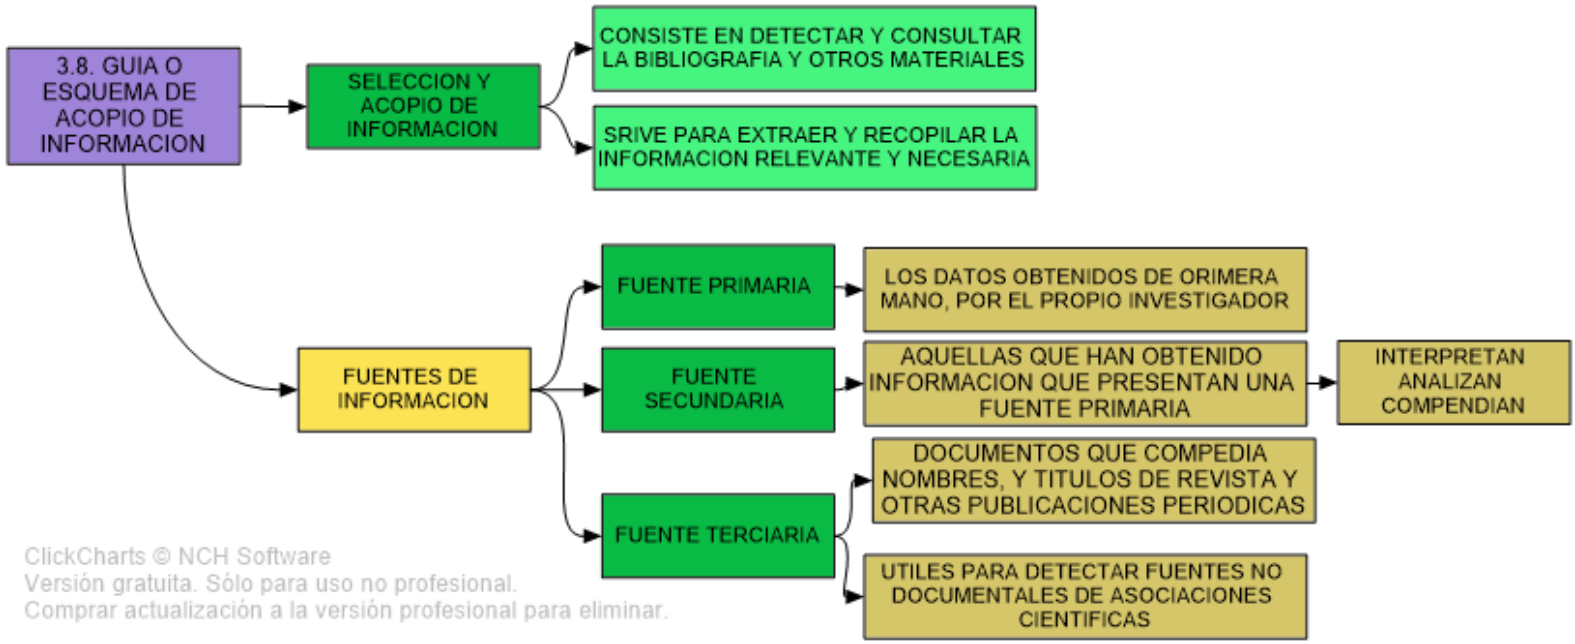 3.8. GUIA O
ESQUEMA DE
ACOPIO DE
INFORMACION
SELECCION Y
ACOPIO DE
INFORMACION
CONSISTE EN DETECTAR Y CONSULTAR
LA BIBLIOGRAFIA Y OTROS MATERIALES
SRIVE PARA EXTRAER Y RECOPILAR LA
INFORMACION RELEVANTE Y NECESARIA
FUENTES DE
INFORMACION
FUENTE PRIMARIA
LOS DATOS OBTENIDOS DE ORIMERA
MANO, POR EL PROPIO INVESTIGADOR
FUENTE
SECUNDARIA
AQUELLAS QUE HAN OBTENIDO
INFORMACION QUE PRESENTAN UNA
FUENTE PRIMARIA
INTERPRETAN
ANALIZAN
COMPENDIAN
FUENTE TERCIARIA
DOCUMENTOS QUE COMPEDIA
NOMBRES, Y TITULOS DE REVISTA Y
OTRAS PUBLICACIONES PERIODICAS
UTILES PARA DETECTAR FUENTES NO
DOCUMENTALES DE ASOCIACIONES
CIENTIFICAS
ClickCharts © NCH Software
Versión gratuita. Sólo para uso no profesional.
Comprar actualización a la versión profesional para eliminar.